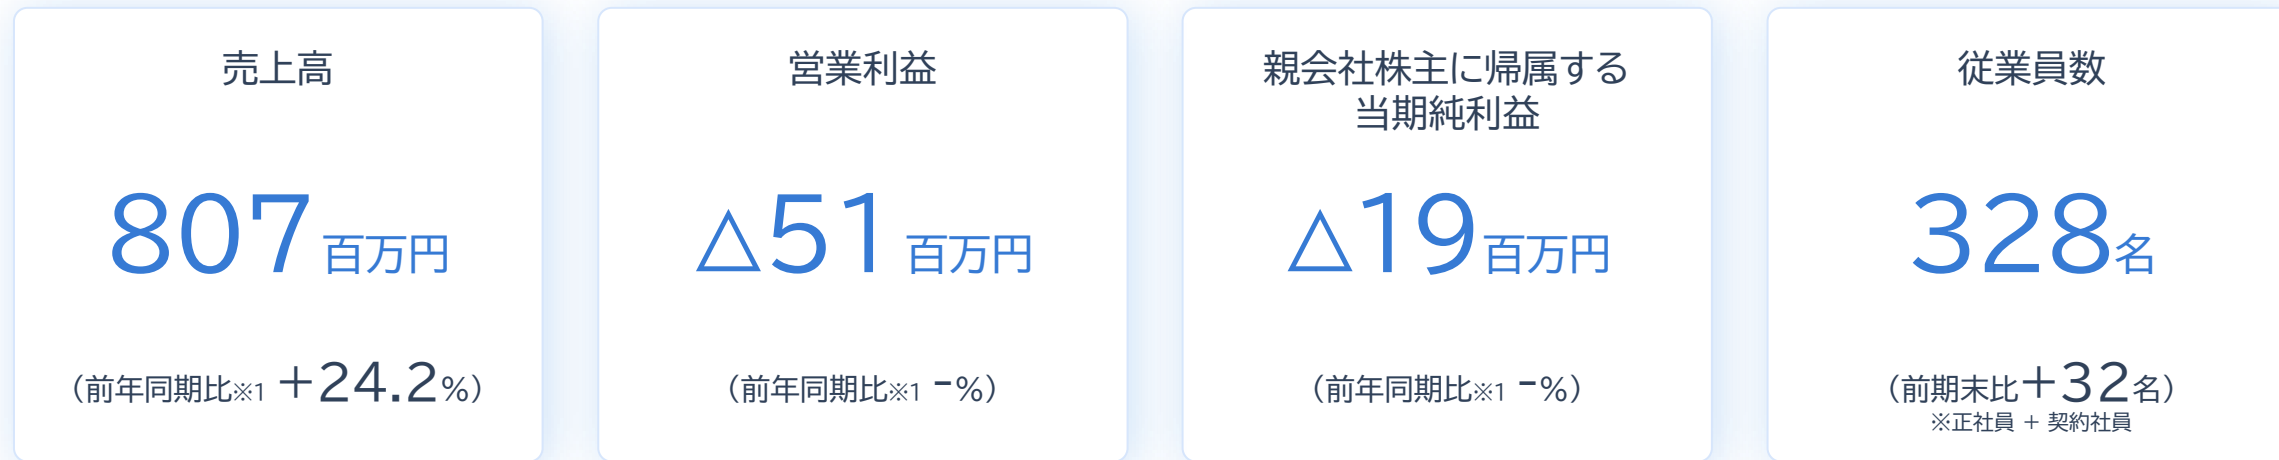 売上高
807百万円
（前年同期比※1 +24.2%）
営業利益
△51百万円
（前年同期比※1 -%）
親会社株主に帰属する
当期純利益
△19百万円
（前年同期比※1 -%）
従業員数
328名
（前期末比+32名）
※正社員 + 契約社員